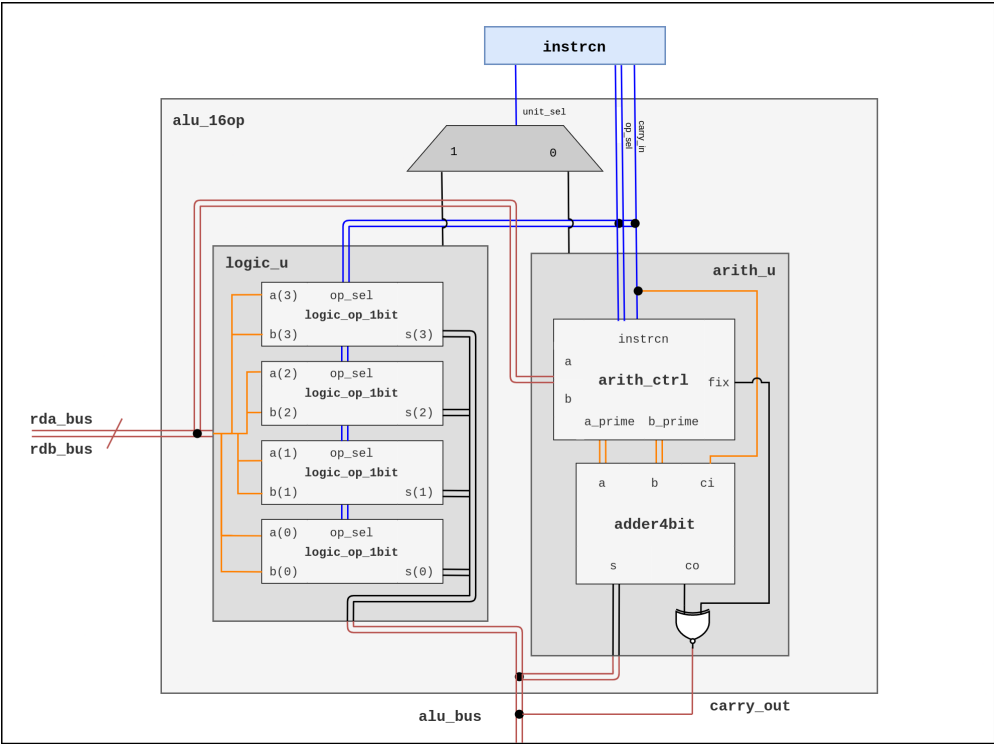 instrcn
unit_sel
alu_16op
1
0
op_sel
carry_in
logic_u
arith_u
a(3)
op_sel
logic_op_1bit
b(3)
s(3)
a(2)
op_sel
logic_op_1bit
b(2)
s(2)
a(1)
op_sel
logic_op_1bit
b(1)
s(1)
a(0)
op_sel
logic_op_1bit
b(0)
s(0)
instrcn
a
arith_ctrl
fix
b
a_prime
b_prime
a
b
ci
adder4bit
s
co
rda_bus
rdb_bus
alu_bus
carry_out